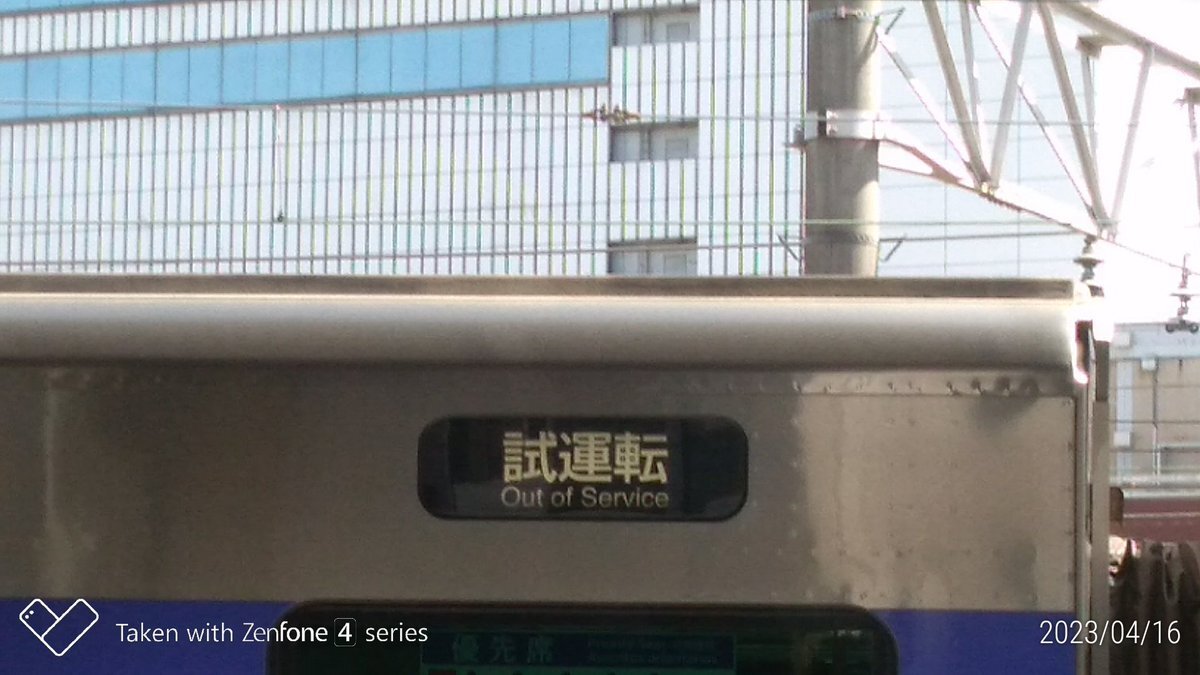 試運転
Out of Service
優先席
Taken with Zenfone 4 series
2023/04/16